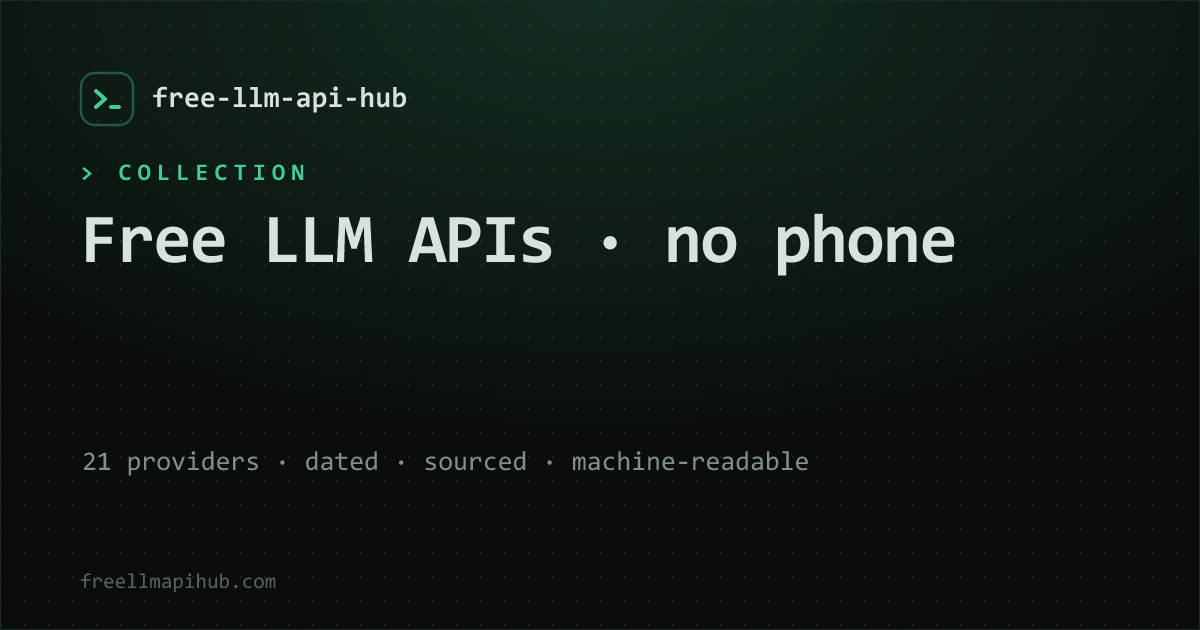 free-llm-api-hub
> COLLECTION
Free LLM APIs · no phone
21 providers · dated · sourced · machine-readable
freellmapihub.com